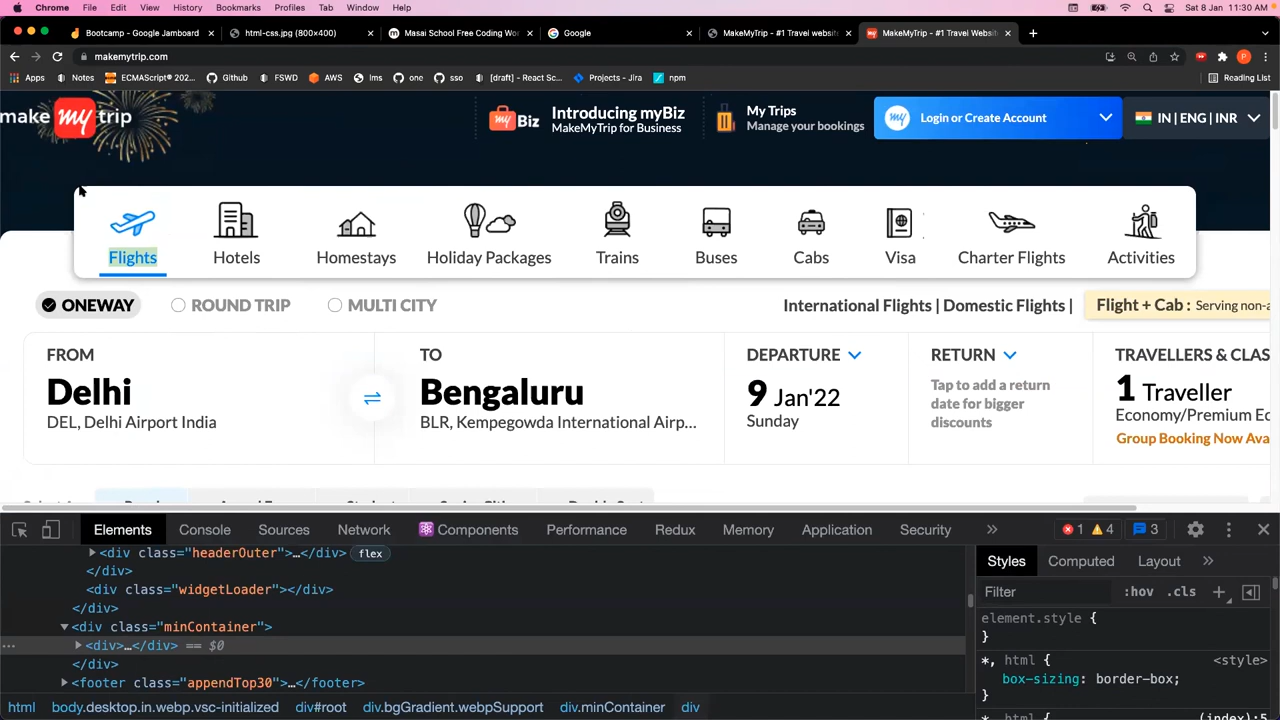 Chrome File Edit View History Bookmarks Profiles Tab Window Help Sat 8 Jan 11:30 AM
Bootcamp - Google Jamboard html-css.jpg (800×400) Masai School Free Coding Wo Google MakeMyTrip - #1 Travel websit MakeMyTrip - #1 Travel Websit
makemytrip.com
Apps Notes ECMAScript® 202... Github FSWD AWS lms one sso [draft] - React Sc... Projects - Jira npm Reading List
make my trip
my Biz
Introducing myBiz
MakeMyTrip for Business
My Trips
Manage your bookings
my Login or Create Account
IN | ENG | INR
Flights Hotels Homestays Holiday Packages Trains Buses Cabs Visa Charter Flights Activities
ONEWAY ROUND TRIP MULTI CITY International Flights | Domestic Flights | Flight + Cab : Serving non-a
FROM
Delhi
DEL, Delhi Airport India
TO
Bengaluru
BLR, Kempegowda International Airp...
DEPARTURE
9 Jan'22
Sunday
RETURN
Tap to add a return
date for bigger
discounts
TRAVELLERS & CLAS
1 Traveller
Economy/Premium Ec
Group Booking Now Ava
Elements Console Sources Network Components Performance Redux Memory Application Security » 1 4 3
<div class="headerOuter">…</div> flex
</div>
<div class="widgetLoader"></div>
</div>
<div class="minContainer">
… <div>…</div> == $0
</div>
<footer class="appendTop30">…</footer>
html body.desktop.in.webp.vsc-initialized div#root div.bgGradient.webpSupport div.minContainer div
Styles Computed Layout »
Filter :hov .cls +
element.style {
}
*, html { <style>
box-sizing: border-box;
}
* html { (index):5